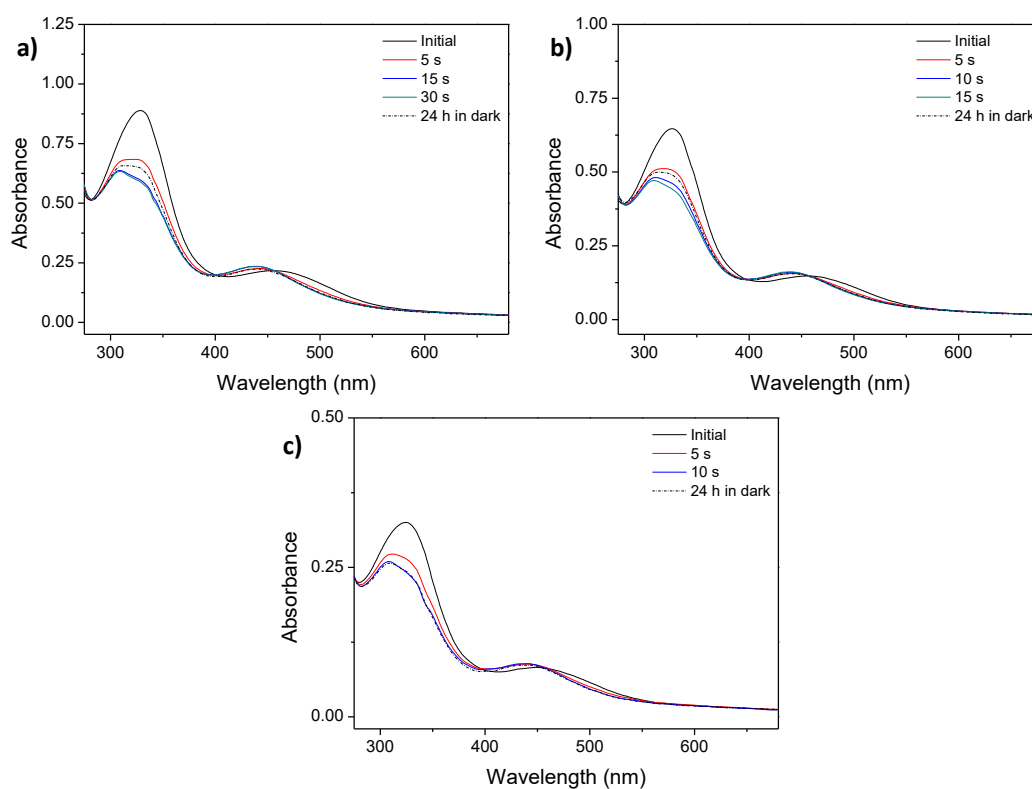 a)
1.25
1.00
0.75
0.50
0.25
0.00
Absorbance
300 400 500 600
Wavelength (nm)
Initial
5 s
15 s
30 s
24 h in dark
b)
1.00
0.75
0.50
0.25
0.00
Absorbance
300 400 500 600
Wavelength (nm)
Initial
5 s
10 s
15 s
24 h in dark
c)
0.50
0.25
0.00
Absorbance
300 400 500 600
Wavelength (nm)
Initial
5 s
10 s
24 h in dark